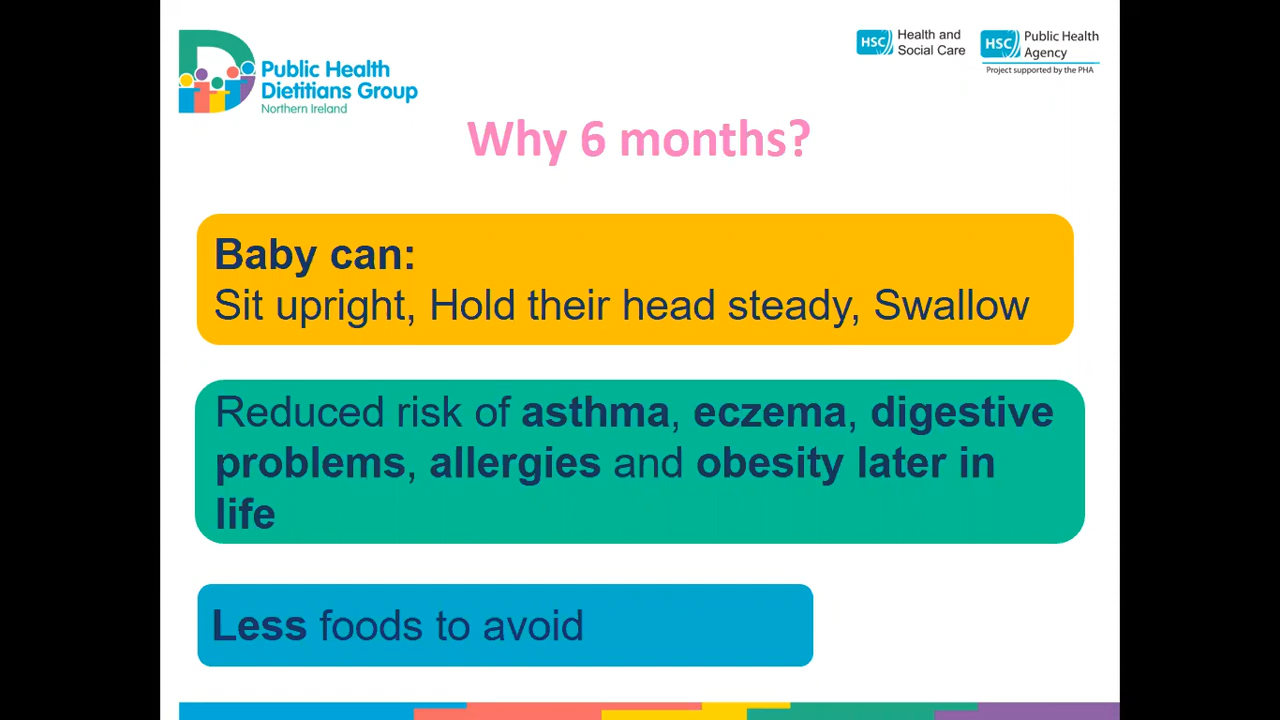 Public Health
Dietitians Group
Northern Ireland
HSC Health and
Social Care
HSC Public Health
Agency
Project supported by the PHA
Why 6 months?
Baby can:
Sit upright, Hold their head steady, Swallow
Reduced risk of asthma, eczema, digestive
problems, allergies and obesity later in
life
Less foods to avoid